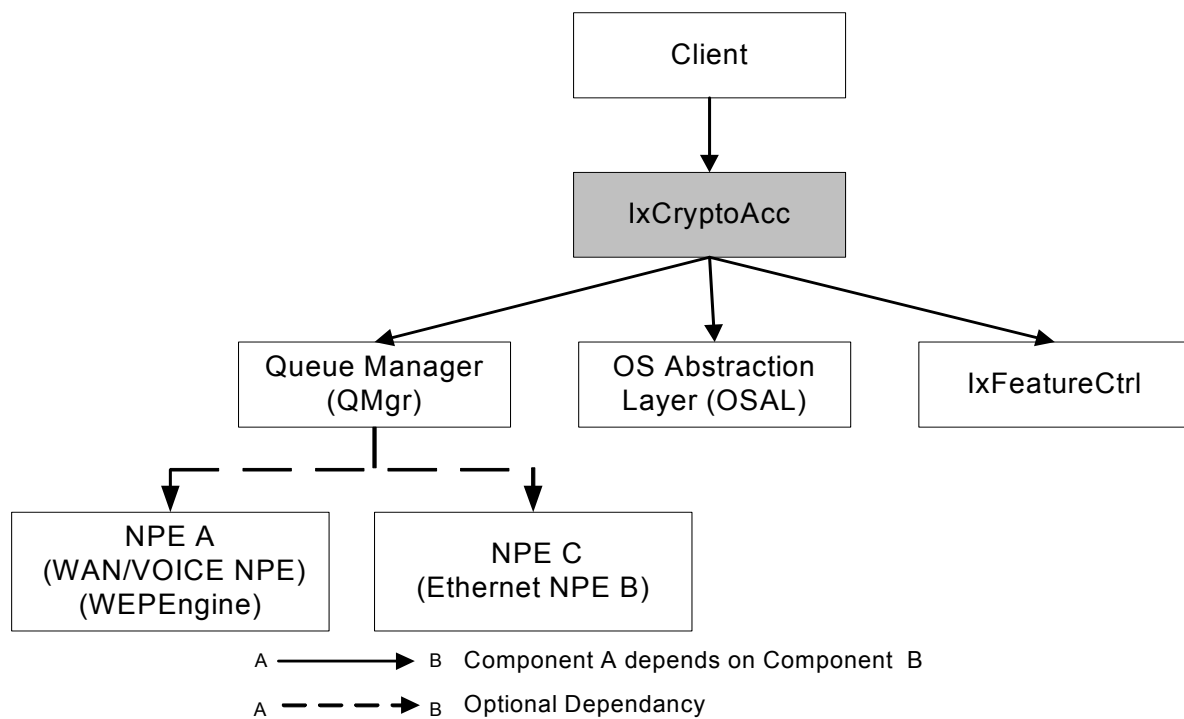 Client
IxCryptoAcc
Queue Manager
(QMgr)
OS Abstraction
Layer (OSAL)
IxFeatureCtrl
NPE A
(WAN/VOICE NPE)
(WEPEngine)
NPE C
(Ethernet NPE B)
A B Component A depends on Component B
A B Optional Dependancy